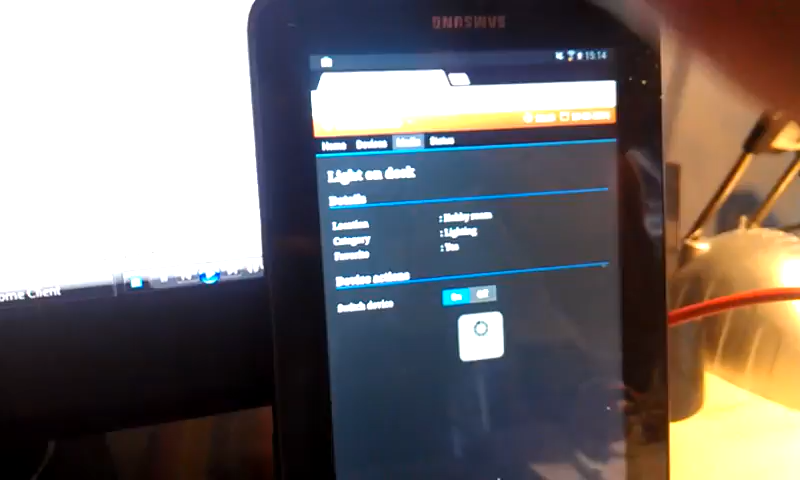 SAMSUNG
15:14
Home Devices Media Status
Light on desk
Details
Location : Hobby room
Category : Lighting
Favorite : Yes
Device actions
Switch device On Off
ome Client